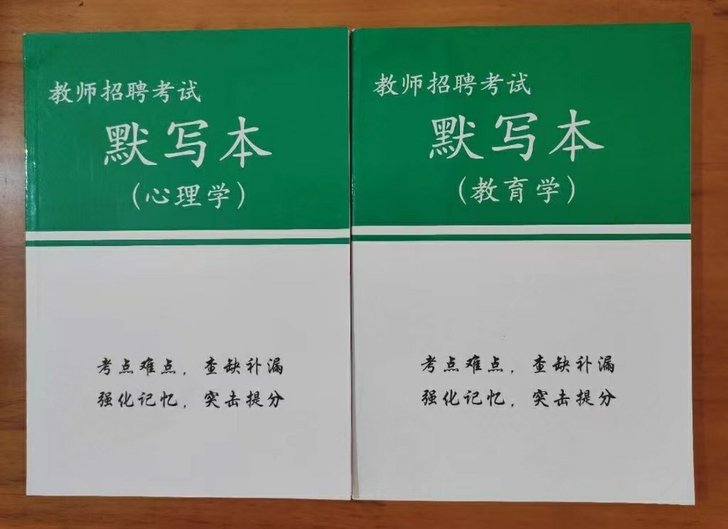 教师招聘考试
默写本
（心理学）
考点难点，查缺补漏
强化记忆，突击提分
教师招聘考试
默写本
（教育学）
考点难点，查缺补漏
强化记忆，突击提分